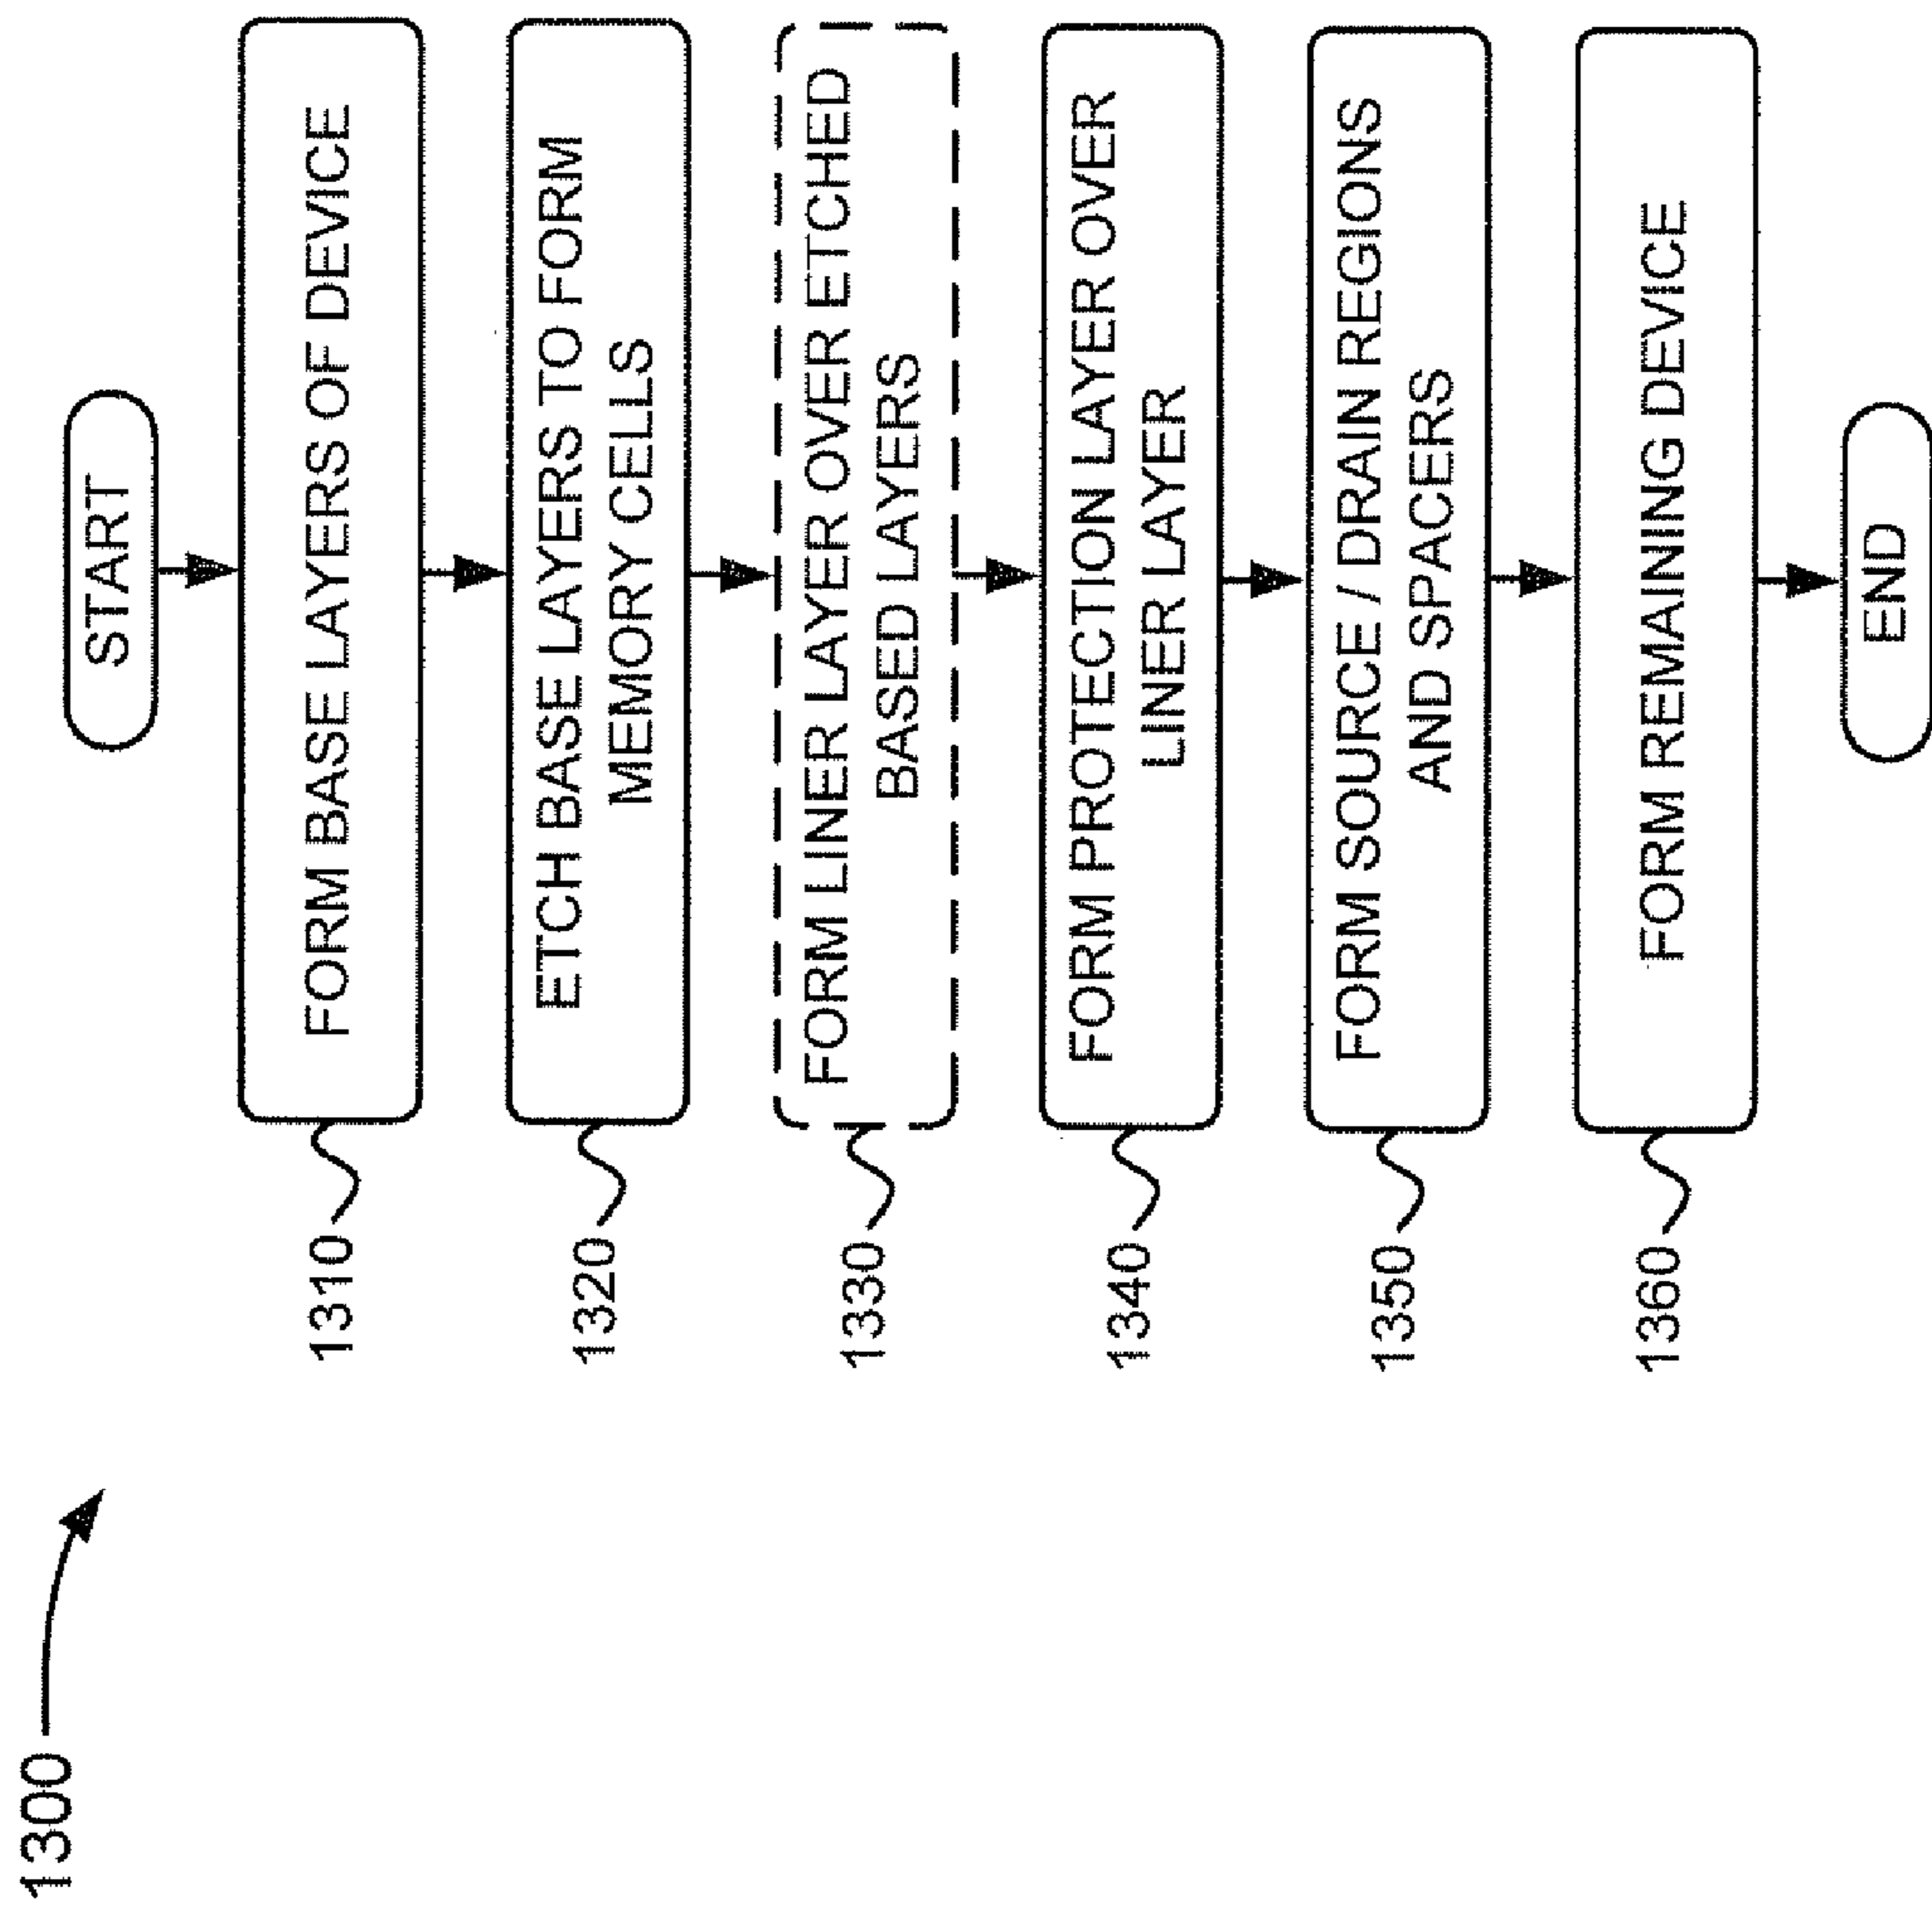 1300
START
1310
FORM BASE LAYERS OF DEVICE
1320
ETCH BASE LAYERS TO FORM
MEMORY CELLS
1330
FORM LINER LAYER OVER ETCHED
BASED LAYERS
1340
FORM PROTECTION LAYER OVER
LINER LAYER
1350
FORM SOURCE / DRAIN REGIONS
AND SPACERS
1360
FORM REMAINING DEVICE
END